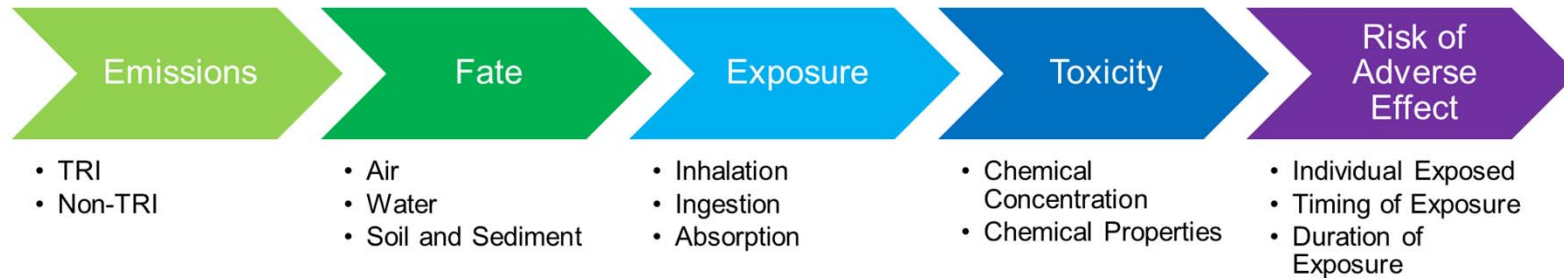 Emissions
Fate
Exposure
Toxicity
Risk of
Adverse
Effect
• TRI
• Non-TRI
• Air
• Water
• Soil and Sediment
• Inhalation
• Ingestion
• Absorption
• Chemical
Concentration
• Chemical Properties
• Individual Exposed
• Timing of Exposure
• Duration of
Exposure